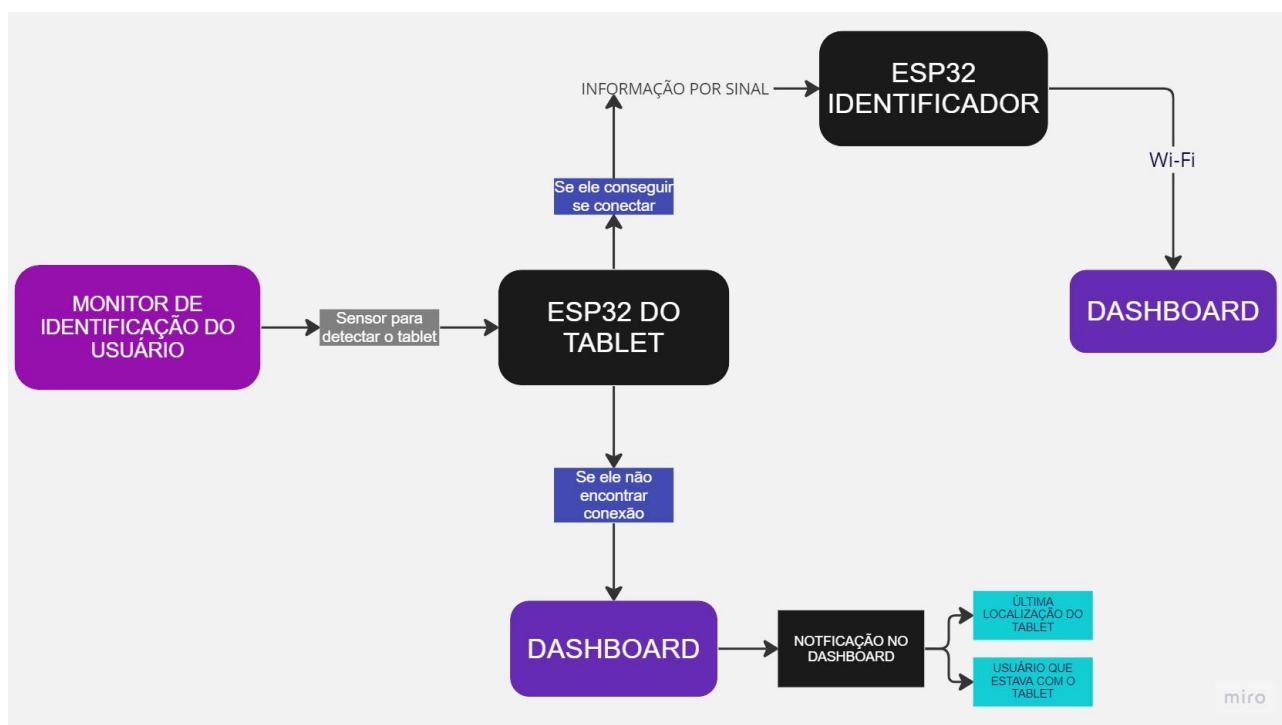 INFORMAÇÃO POR SINAL
ESP32
IDENTIFICADOR
Wi-Fi
Se ele conseguir
se conectar
MONITOR DE
IDENTIFICAÇÃO DO
USUÁRIO
Sensor para
detectar o tablet
ESP32 DO
TABLET
DASHBOARD
Se ele não
encontrar
conexão
DASHBOARD
NOTFICAÇÃO NO
DASHBOARD
ÚLTIMA
LOCALIZAÇÃO DO
TABLET
USUÁRIO QUE
ESTAVA COM O
TABLET
miro